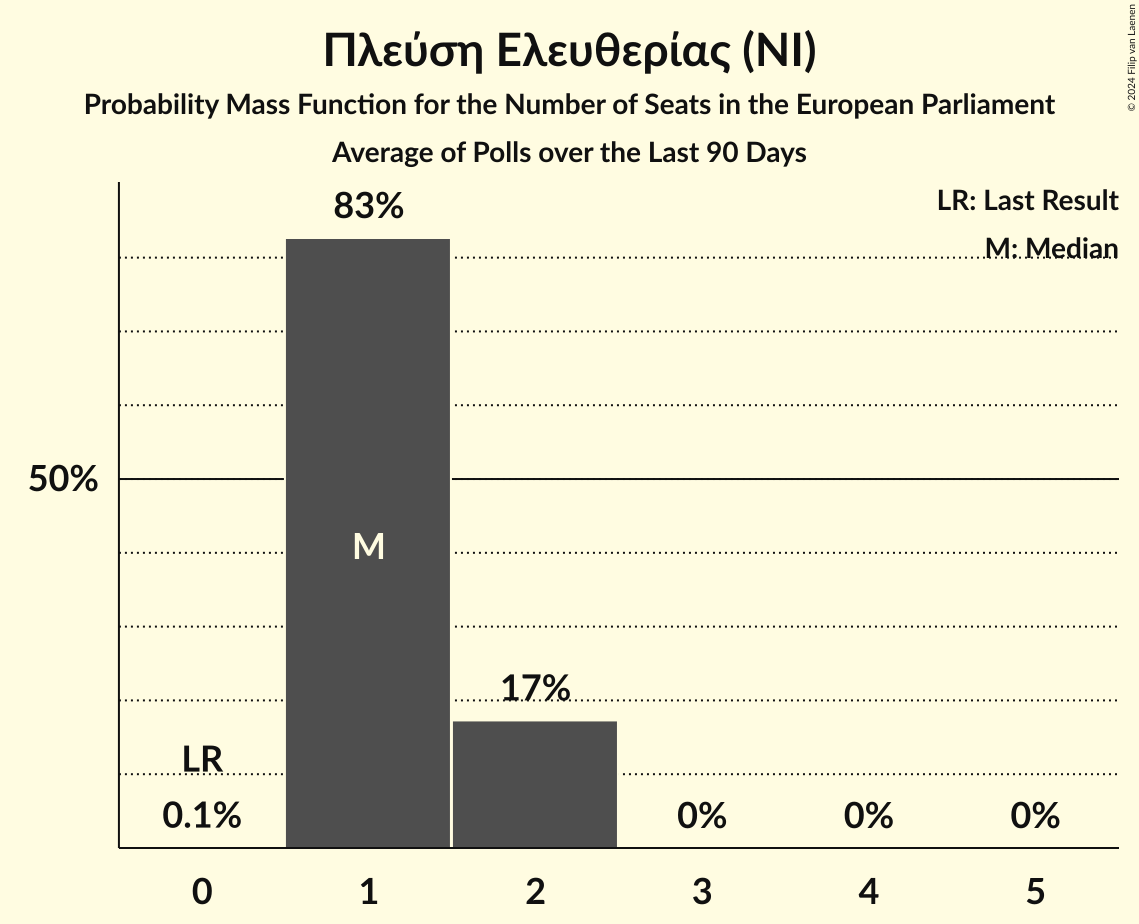 Πλεύση Ελευθερίας (NI)
Probability Mass Function for the Number of Seats in the European Parliament
Average of Polls over the Last 90 Days
© 2024 Filip van Laenen
LR: Last Result
M: Median
83%
50%
M
17%
LR
0.1%
0%
0%
0%
0
1
2
3
4
5